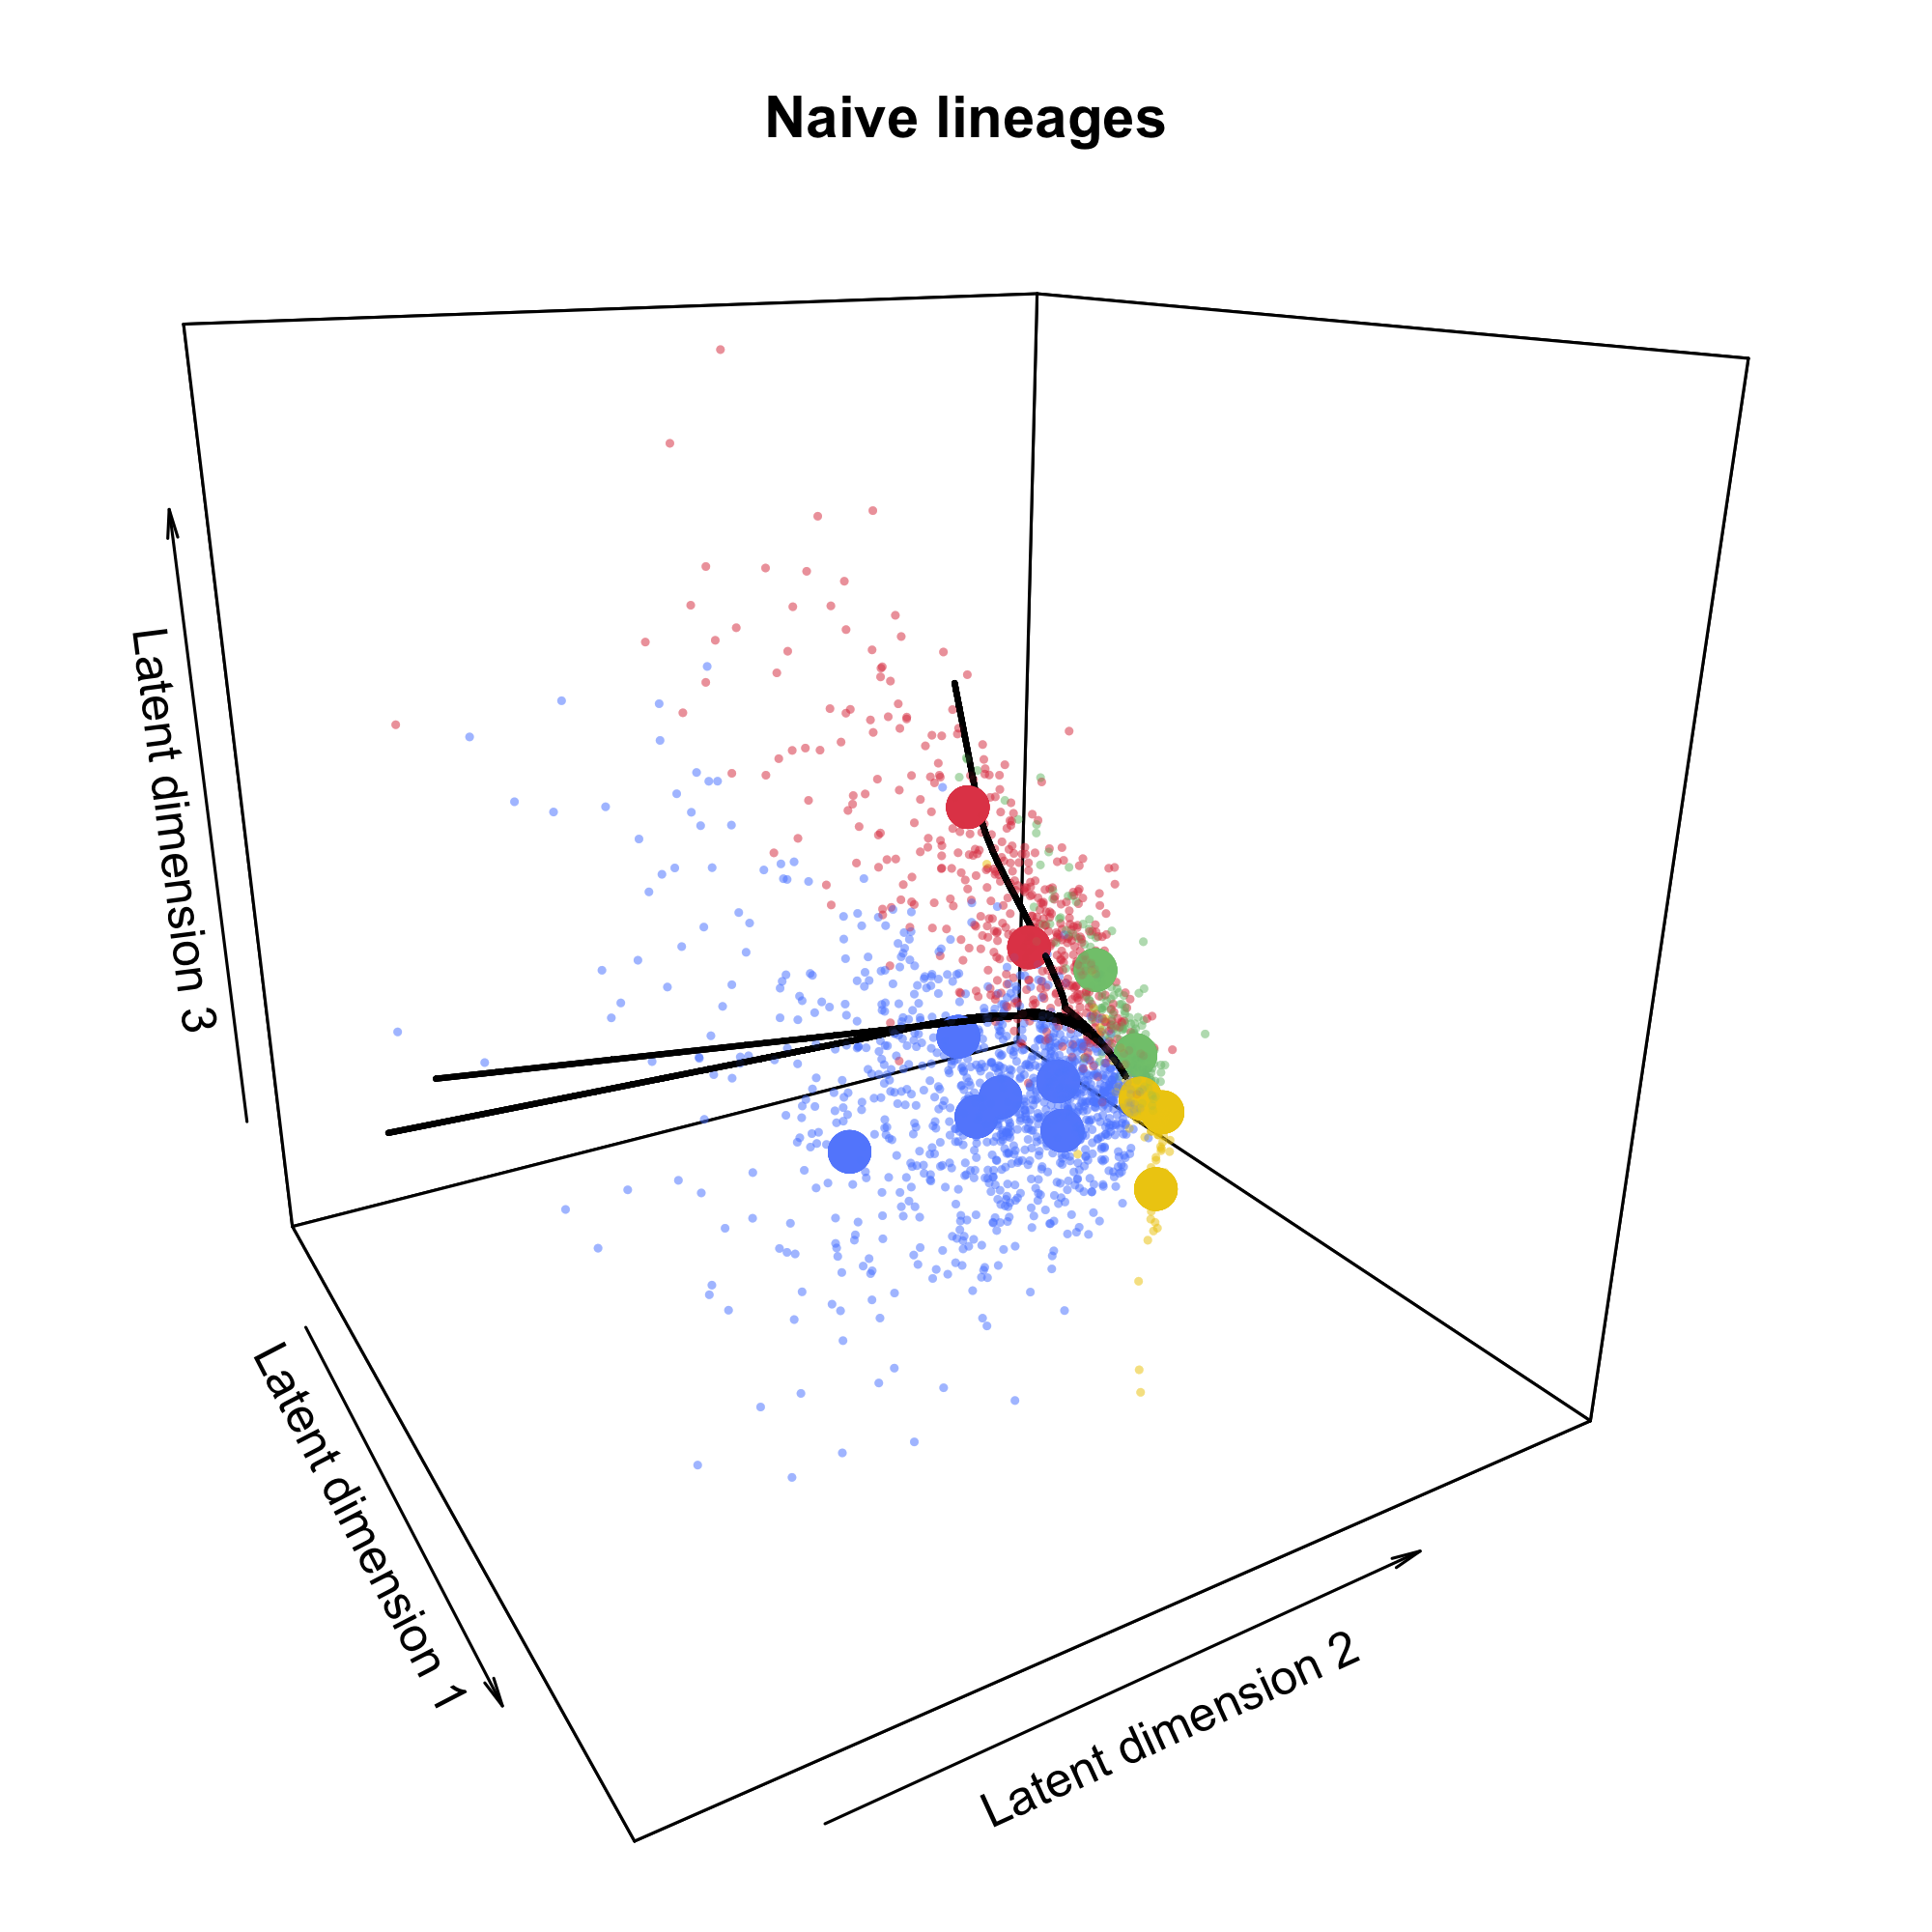 Naive lineages
Latent dimension 3
Latent dimension 1
Latent dimension 2